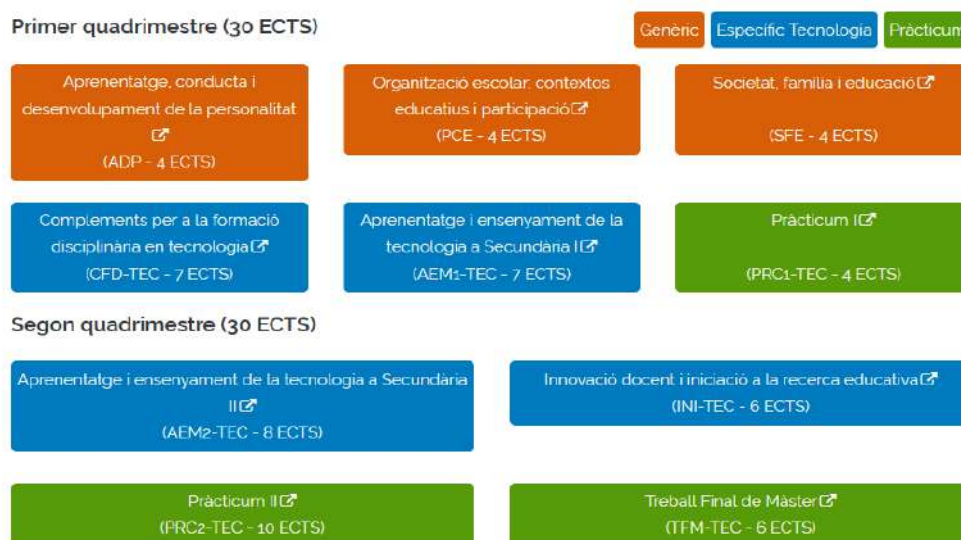 Primer quadrimestre (30 ECTS)
Genèric
Específic Tecnologia
Pràcticum
Aprenentatge, conducta i
desenvolupament de la personalitat
(ADP - 4 ECTS)
Organització escolar: contextos
educatius i participació
(PCE - 4 ECTS)
Societat, família i educació
(SFE - 4 ECTS)
Complements per a la formació
disciplinària en tecnologia
(CFD-TEC - 7 ECTS)
Aprenentatge i ensenyament de la
tecnologia a Secundària I
(AEM1-TEC - 7 ECTS)
Pràcticum I
(PRC1-TEC - 4 ECTS)
Segon quadrimestre (30 ECTS)
Aprenentatge i ensenyament de la tecnologia a Secundària
II
(AEM2-TEC - 8 ECTS)
Innovació docent i iniciació a la recerca educativa
(INI-TEC - 6 ECTS)
Pràcticum II
(PRC2-TEC - 10 ECTS)
Treball Final de Màster
(TFM-TEC - 6 ECTS)